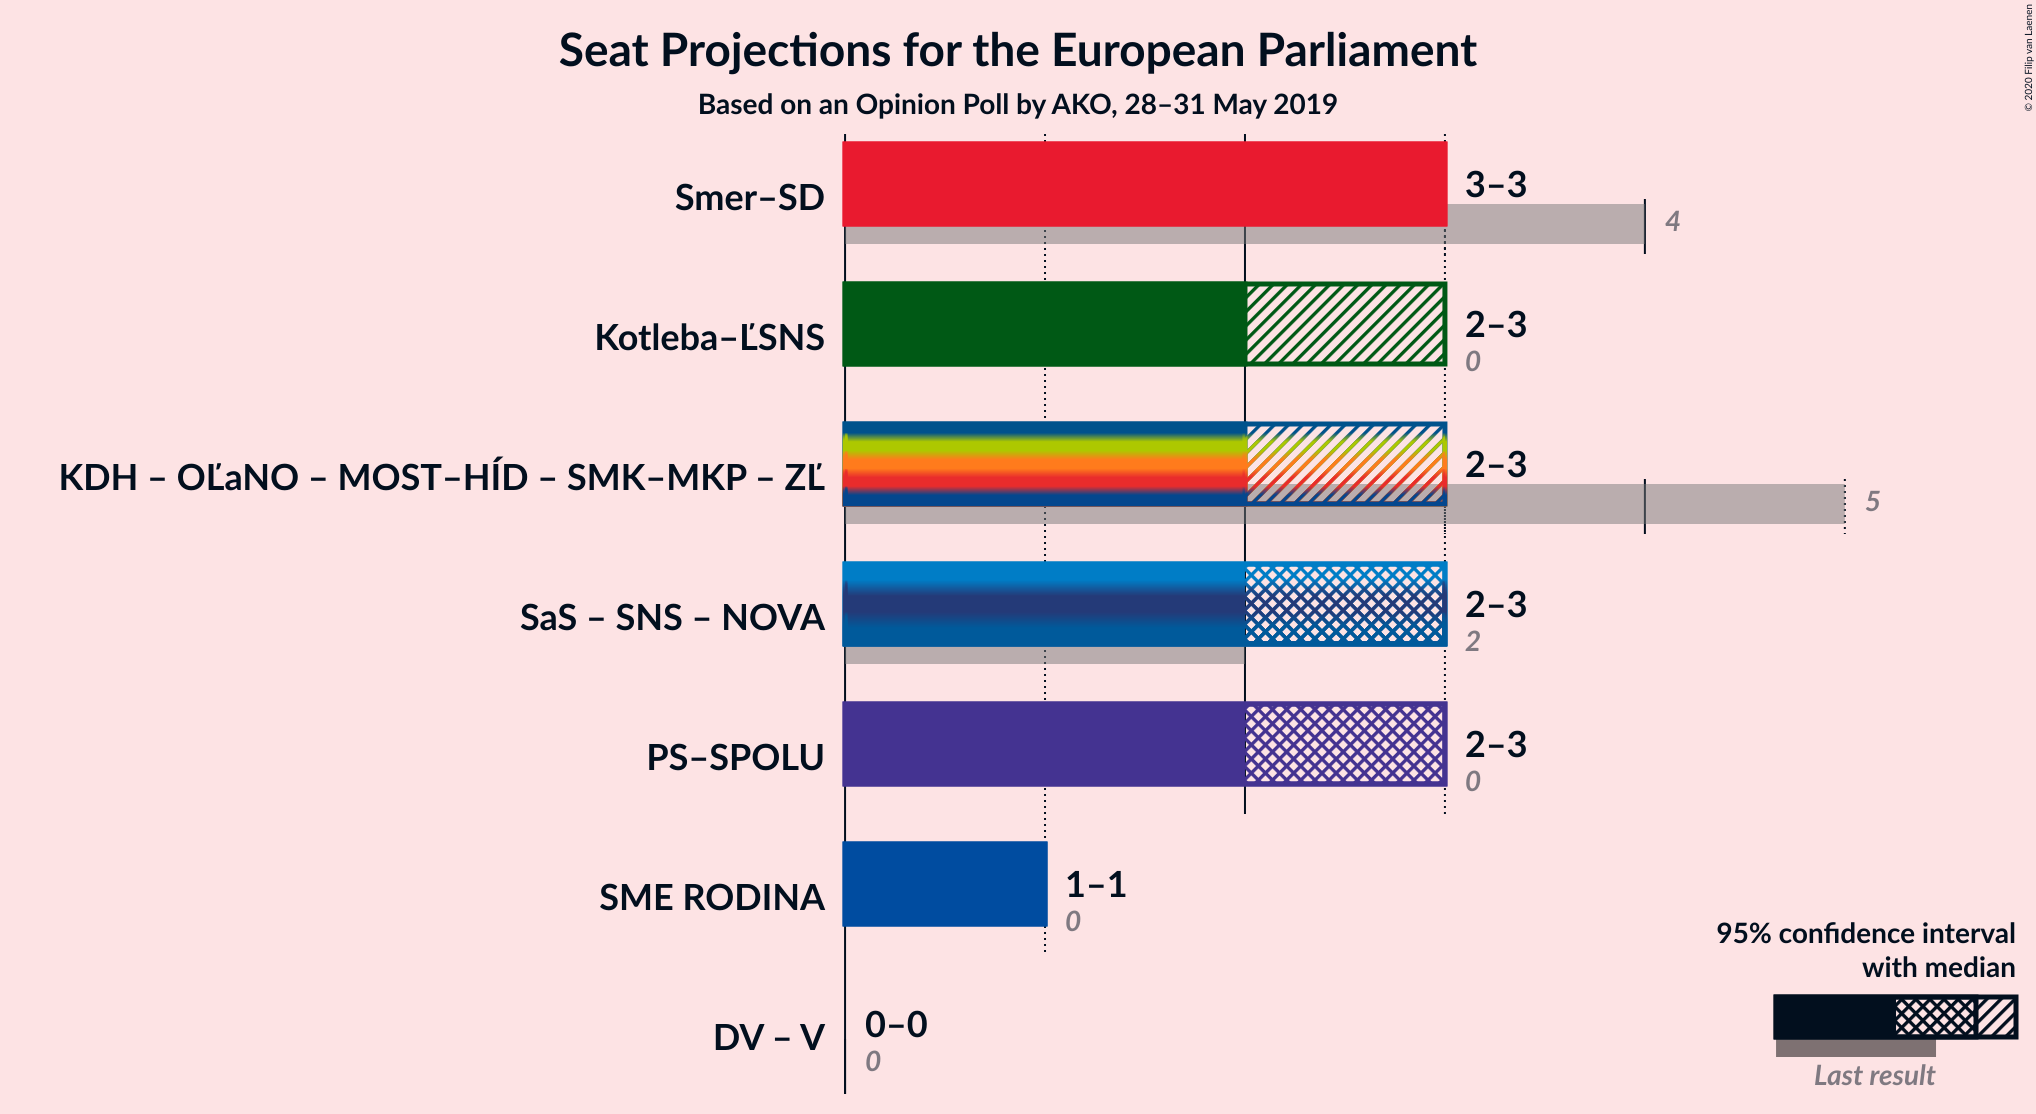 Seat Projections for the European Parliament
Based on an Opinion Poll by AKO, 28–31 May 2019
© 2020 Filip van Laenen
Smer–SD
3–3
4
Kotleba–ĽSNS
2–3
0
KDH – OĽaNO – MOST–HÍD – SMK–MKP – ZĽ
2–3
5
SaS – SNS – NOVA
2–3
2
PS–SPOLU
2–3
0
SME RODINA
1–1
0
DV – V
0–0
0
95% confidence interval
with median
Last result